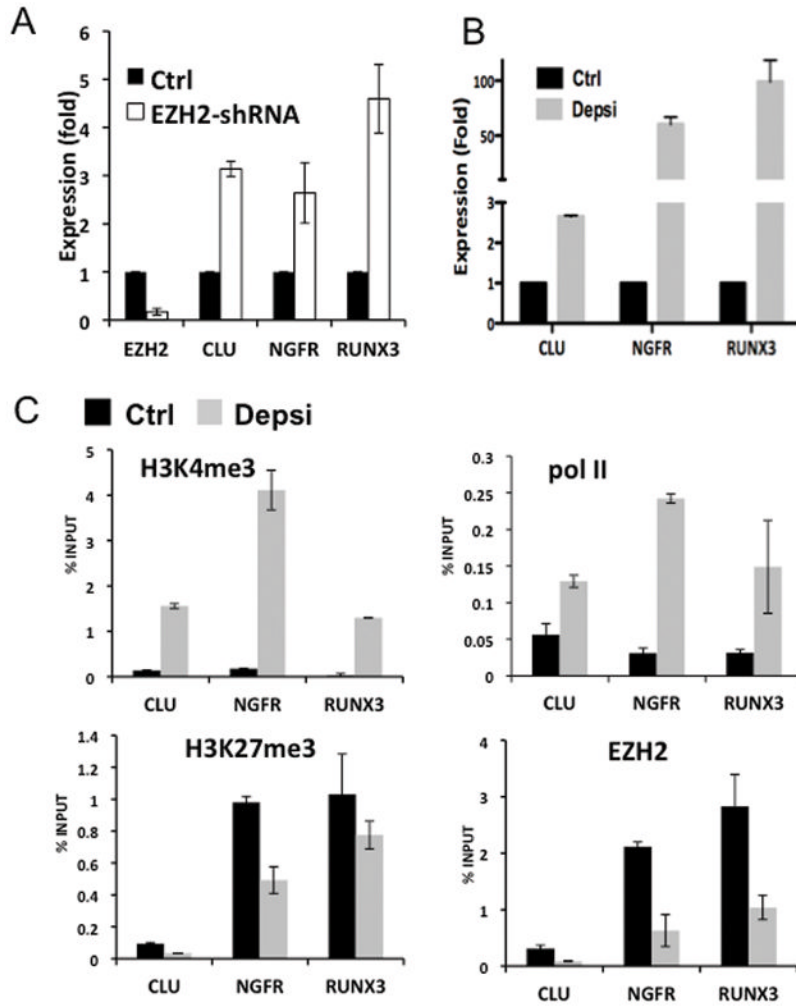 A
Expression (fold)
6
5
4
3
2
1
0
Ctrl
EZH2-shRNA
EZH2 CLU NGFR RUNX3
B
Expression (Fold)
100
50
3
2
1
0
Ctrl
Depsi
CLU NGFR RUNX3
C
Ctrl Depsi
H3K4me3
% INPUT
5
4
3
2
1
0
CLU NGFR RUNX3
pol II
% INPUT
0.3
0.25
0.2
0.15
0.1
0.05
0
CLU NGFR RUNX3
H3K27me3
% INPUT
1.4
1.2
1
0.8
0.6
0.4
0.2
0
CLU NGFR RUNX3
EZH2
% INPUT
4
3
2
1
0
CLU NGFR RUNX3